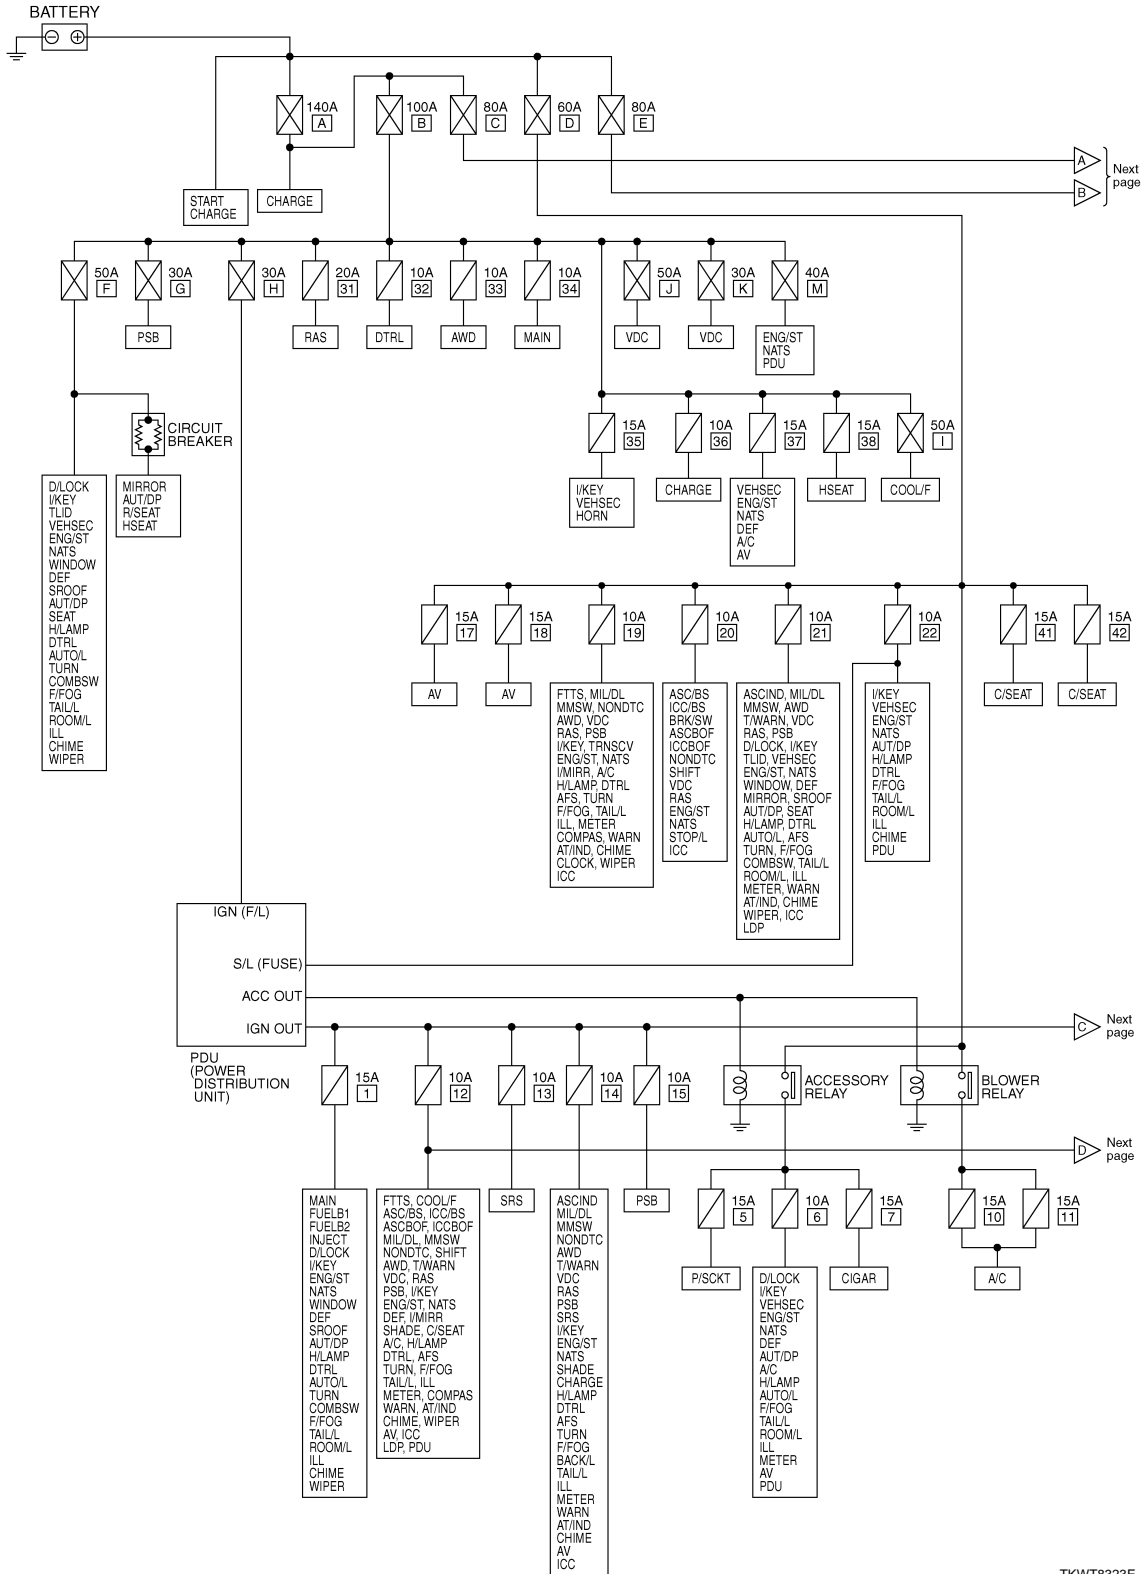 BATTERY
− +
140A
A
100A
B
80A
C
60A
D
80A
E
A
B
Next
page
START
CHARGE
CHARGE
50A
F
30A
G
30A
H
20A
31
10A
32
10A
33
10A
34
50A
J
30A
K
40A
M
PSB
RAS
DTRL
AWD
MAIN
VDC
VDC
ENG/ST
NATS
PDU
CIRCUIT
BREAKER
15A
35
10A
36
15A
37
15A
38
50A
I
D/LOCK
I/KEY
TLID
VEHSEC
ENG/ST
NATS
WINDOW
DEF
SROOF
AUT/DP
SEAT
H/LAMP
DTRL
AUTO/L
TURN
COMBSW
F/FOG
TAIL/L
ROOM/L
ILL
CHIME
WIPER
MIRROR
AUT/DP
R/SEAT
HSEAT
I/KEY
VEHSEC
HORN
CHARGE
VEHSEC
ENG/ST
NATS
DEF
A/C
AV
HSEAT
COOL/F
15A
17
15A
18
10A
19
10A
20
10A
21
10A
22
15A
41
15A
42
AV
AV
FTTS, MIL/DL
MMSW, NONDTC
AWD, VDC
RAS, PSB
I/KEY, TRNSCV
ENG/ST, NATS
I/MIRR, A/C
H/LAMP, DTRL
AFS, TURN
F/FOG, TAIL/L
ILL, METER
COMPAS, WARN
AT/IND, CHIME
CLOCK, WIPER
ICC
ASC/BS
ICC/BS
BRK/SW
ASCBOF
ICCBOF
NONDTC
SHIFT
VDC
RAS
ENG/ST
NATS
STOP/L
ICC
ASCIND, MIL/DL
MMSW, AWD
T/WARN, VDC
RAS, PSB
D/LOCK, I/KEY
TLID, VEHSEC
ENG/ST, NATS
WINDOW, DEF
MIRROR, SROOF
AUT/DP, SEAT
H/LAMP, DTRL
AUTO/L, AFS
TURN, F/FOG
COMBSW, TAIL/L
ROOM/L, ILL
METER, WARN
AT/IND, CHIME
WIPER, ICC
LDP
I/KEY
VEHSEC
ENG/ST
NATS
AUT/DP
H/LAMP
DTRL
F/FOG
TAIL/L
ROOM/L
ILL
CHIME
PDU
C/SEAT
C/SEAT
IGN (F/L)
S/L (FUSE)
ACC OUT
IGN OUT
PDU
(POWER
DISTRIBUTION
UNIT)
C
Next
page
15A
1
10A
12
10A
13
10A
14
10A
15
ACCESSORY
RELAY
BLOWER
RELAY
D
Next
page
15A
5
10A
6
15A
7
15A
10
15A
11
MAIN
FUELB1
FUELB2
INJECT
D/LOCK
I/KEY
ENG/ST
NATS
WINDOW
DEF
SROOF
AUT/DP
H/LAMP
DTRL
AUTO/L
TURN
COMBSW
F/FOG
TAIL/L
ROOM/L
ILL
CHIME
WIPER
FTTS, COOL/F
ASC/BS, ICC/BS
ASCBOF, ICCBOF
MIL/DL, MMSW
NONDTC, SHIFT
AWD, T/WARN
VDC, RAS
PSB, I/KEY
ENG/ST, NATS
DEF, I/MIRR
SHADE, C/SEAT
A/C, H/LAMP
DTRL, AFS
TURN, F/FOG
TAIL/L, ILL
METER, COMPAS
WARN, AT/IND
CHIME, WIPER
AV, ICC
LDP, PDU
SRS
ASCIND
MIL/DL
MMSW
NONDTC
AWD
T/WARN
VDC
RAS
PSB
SRS
I/KEY
ENG/ST
NATS
SHADE
CHARGE
H/LAMP
DTRL
AFS
TURN
F/FOG
BACK/L
TAIL/L
ILL
METER
WARN
AT/IND
CHIME
AV
ICC
PSB
P/SCKT
D/LOCK
I/KEY
VEHSEC
ENG/ST
NATS
DEF
AUT/DP
A/C
H/LAMP
AUTO/L
F/FOG
TAIL/L
ROOM/L
ILL
METER
AV
PDU
CIGAR
A/C
TKWT8323E